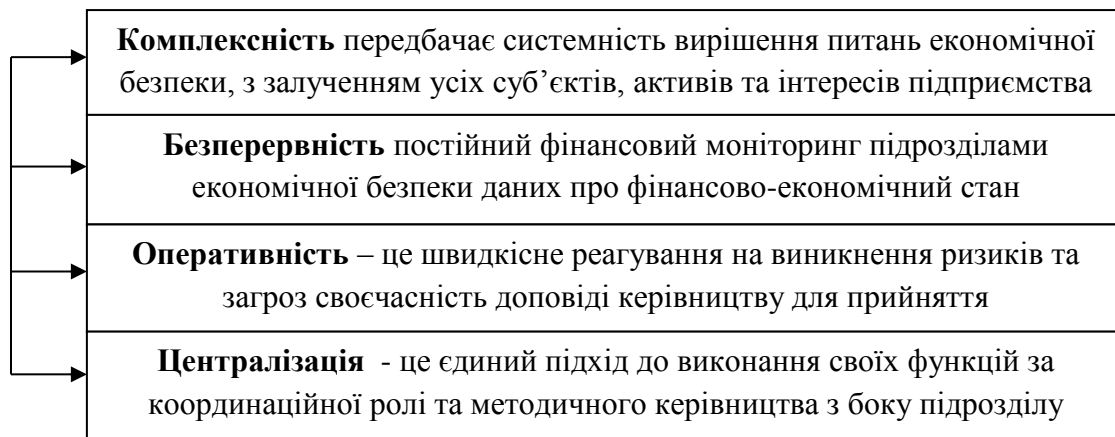 Комплексність передбачає системність вирішення питань економічної
безпеки, з залученням усіх суб’єктів, активів та інтересів підприємства
Безперервність постійний фінансовий моніторинг підрозділами
економічної безпеки даних про фінансово-економічний стан
Оперативність – це швидкісне реагування на виникнення ризиків та
загроз своєчасність доповіді керівництву для прийняття
Централізація - це єдиний підхід до виконання своїх функцій за
координаційної ролі та методичного керівництва з боку підрозділу